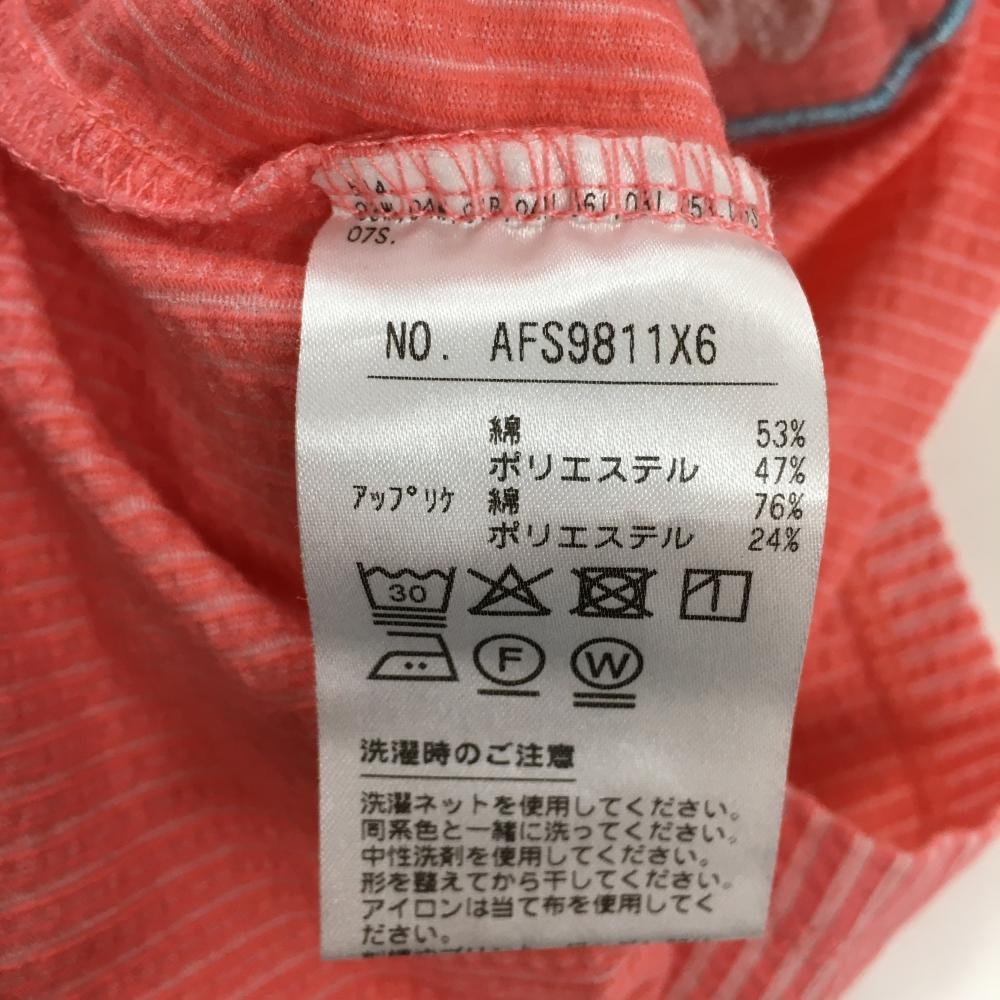 07S.
NO. AFS9811X6
綿 53%
ポリエステル 47%
アップリケ 綿 76%
ポリエステル 24%
30
F W
洗濯時のご注意
洗濯ネットを使用してください。
同系色と一緒に洗ってください。
中性洗剤を使用してください。
形を整えてから干してください。
アイロンは当て布を使用してく
ださい。